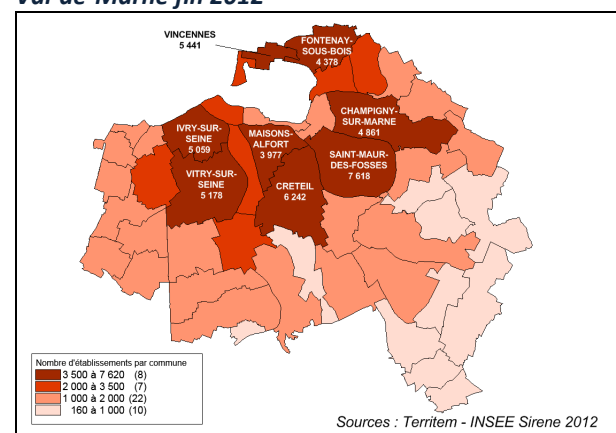 Val de Marne fin 2012
VINCENNES
5 441
FONTENAY-
SOUS-BOIS
4 378
CHAMPIGNY-
SUR-MARNE
4 861
IVRY-SUR-
SEINE
5 059
MAISONS-
ALFORT
3 977
SAINT-MAUR-
DES-FOSSES
7 618
VITRY-SUR-
SEINE
5 178
CRETEIL
6 242
Nombre d'établissements par commune
3 500 à 7 620 (8)
2 000 à 3 500 (7)
1 000 à 2 000 (22)
160 à 1 000 (10)
Sources : Territem - INSEE Sirene 2012